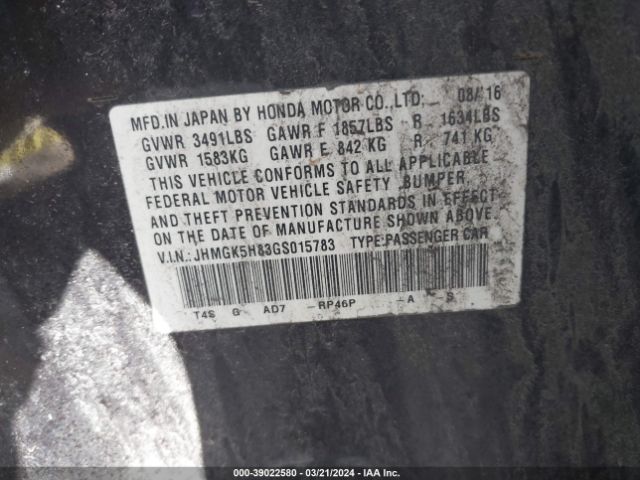 MFD.IN JAPAN BY HONDA MOTOR CO.,LTD: 08/'16
GVWR 3491LBS GAWR F 1857LBS R 1634LBS
GVWR 1583KG GAWR F 842 KG R 741 KG
THIS VEHICLE CONFORMS TO ALL APPLICABLE
FEDERAL MOTOR VEHICLE SAFETY, BUMPER,
AND THEFT PREVENTION STANDARDS IN EFFECT
ON THE DATE OF MANUFACTURE SHOWN ABOVE.
V.I.N.: JHMGK5H83GS015783 TYPE:PASSENGER CAR
T4S G AD7 -RP46P -A S
000-39022580 | 03/21/2024 | IAA Inc.